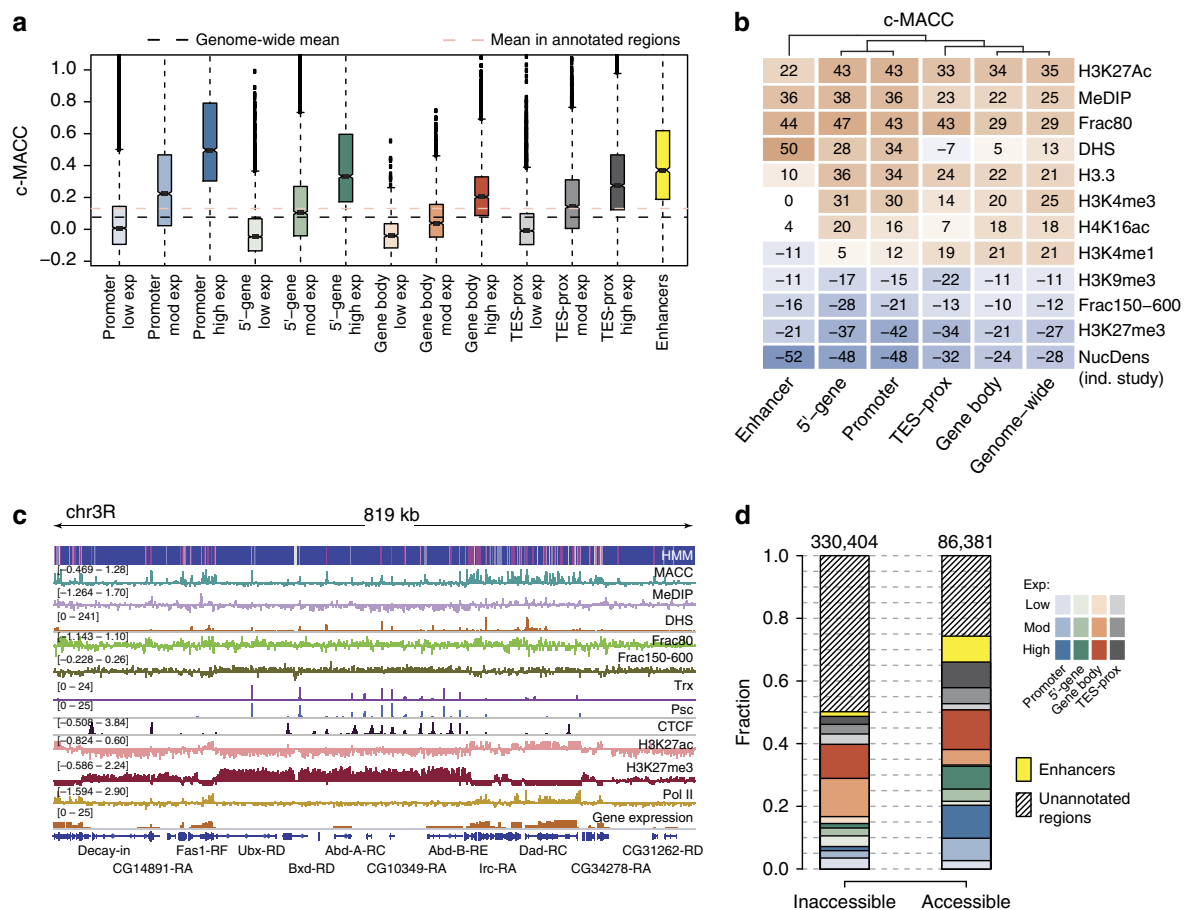 a
Genome-wide mean
Mean in annotated regions
c-MACC
1.0
0.8
0.6
0.4
0.2
0.0
−0.2
Promoter low exp
Promoter mod exp
Promoter high exp
5′−gene low exp
5′−gene mod exp
5′−gene high exp
Gene body low exp
Gene body mod exp
Gene body high exp
TES-prox low exp
TES-prox mod exp
TES-prox high exp
Enhancers
b
c-MACC
22 43 43 33 34 35 H3K27Ac
36 38 36 23 22 25 MeDIP
44 47 43 43 29 29 Frac80
50 28 34 −7 5 13 DHS
10 36 34 24 22 21 H3.3
0 31 30 14 20 25 H3K4me3
4 20 16 7 18 18 H4K16ac
−11 5 12 19 21 21 H3K4me1
−11 −17 −15 −22 −11 −11 H3K9me3
−16 −28 −21 −13 −10 −12 Frac150−600
−21 −37 −42 −34 −21 −27 H3K27me3
−52 −48 −48 −32 −24 −28 NucDens
(ind. study)
Enhancer
5′−gene
Promoter
TES−prox
Gene body
Genome−wide
c
chr3R
819 kb
HMM
[−0.469 − 1.28]
MACC
[−1.264 − 1.70]
MeDIP
[0 − 241]
DHS
[−1.143 − 1.10]
Frac80
[−0.228 − 0.26]
Frac150-600
[0 − 24]
Trx
[0 − 25]
Psc
[−0.508 − 3.84]
CTCF
[−0.824 − 0.60]
H3K27ac
[−0.586 − 2.24]
H3K27me3
[−1.594 − 2.90]
Pol II
[0 − 25]
Gene expression
Decay-in Fas1-RF Ubx-RD Abd-A-RC Abd-B-RE Dad-RC CG31262-RD
CG14891-RA Bxd-RD CG10349-RA Irc-RA CG34278-RA
d
330,404 86,381
Fraction
1.0
0.8
0.6
0.4
0.2
0.0
Inaccessible Accessible
Exp:
Low
Mod
High
Promoter
5′-gene
Gene body
TES-prox
Enhancers
Unannotated
regions